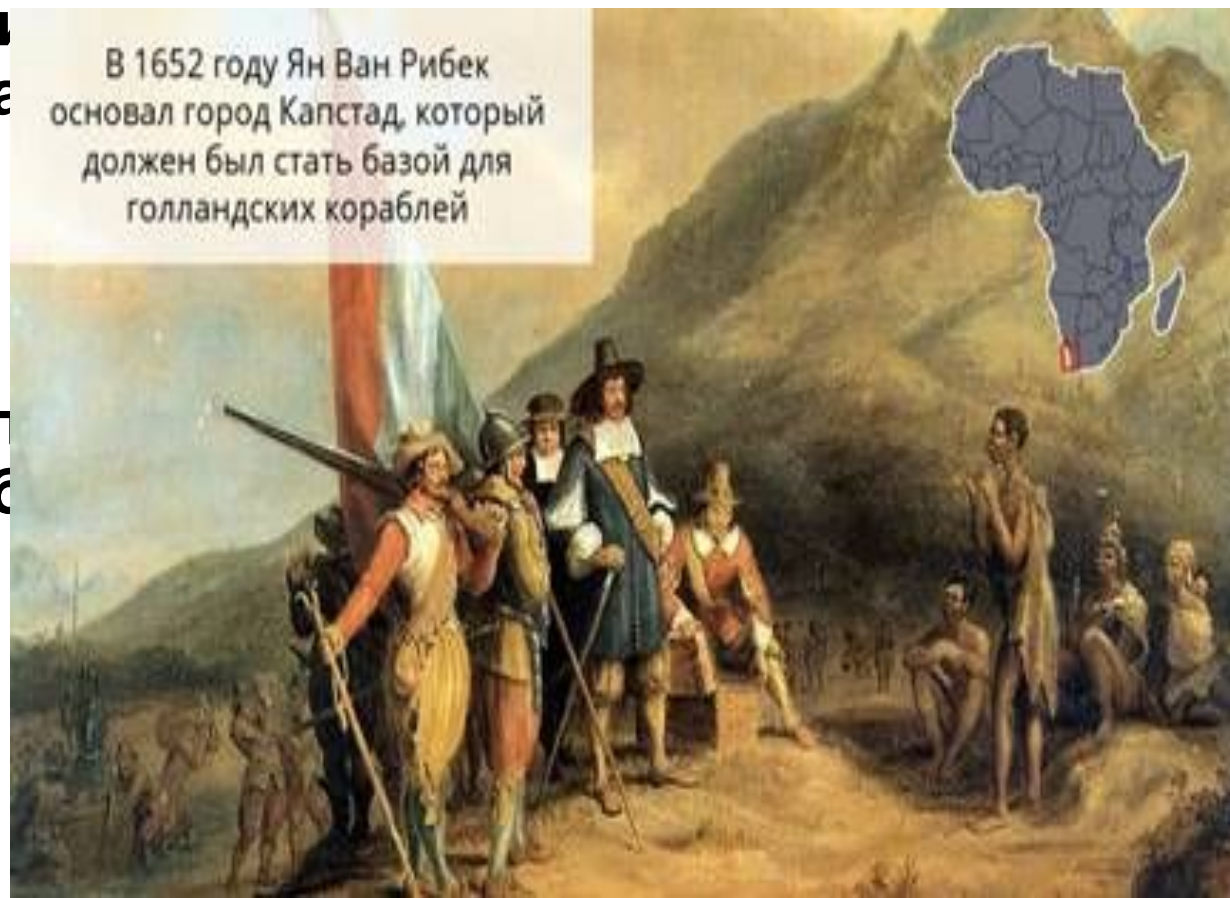 В 1652 году Ян Ван Рибек
основал город Капстад, который
должен был стать базой для
голландских кораблей